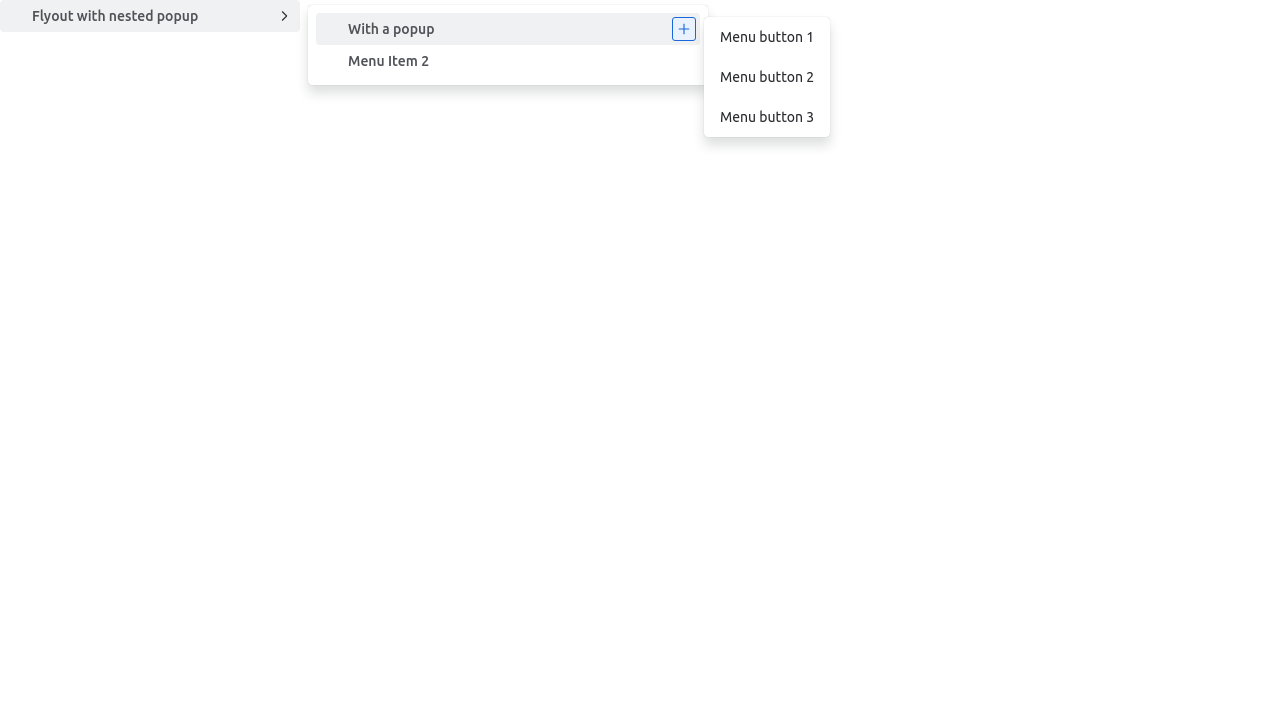 Flyout with nested popup
With a popup
Menu Item 2
Menu button 1
Menu button 2
Menu button 3